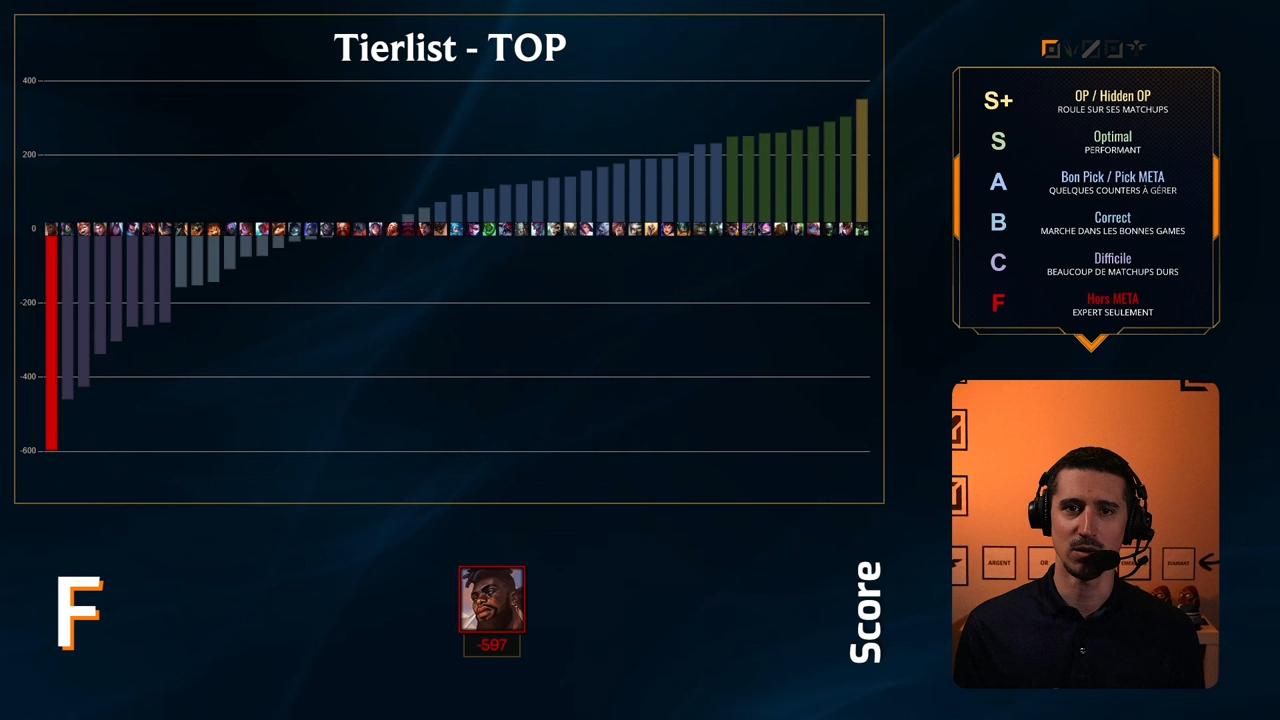 Tierlist - TOP
400
200
0
-200
-400
-600
S+
OP / Hidden OP
ROULE SUR SES MATCHUPS
S
Optimal
PERFORMANT
A
Bon Pick / Pick META
QUELQUES COUNTERS À GÉRER
B
Correct
MARCHE DANS LES BONNES GAMES
C
Difficile
BEAUCOUP DE MATCHUPS DURS
F
Hors META
EXPERT SEULEMENT
ARGENT
OR
DIAMANT
F
-597
Score